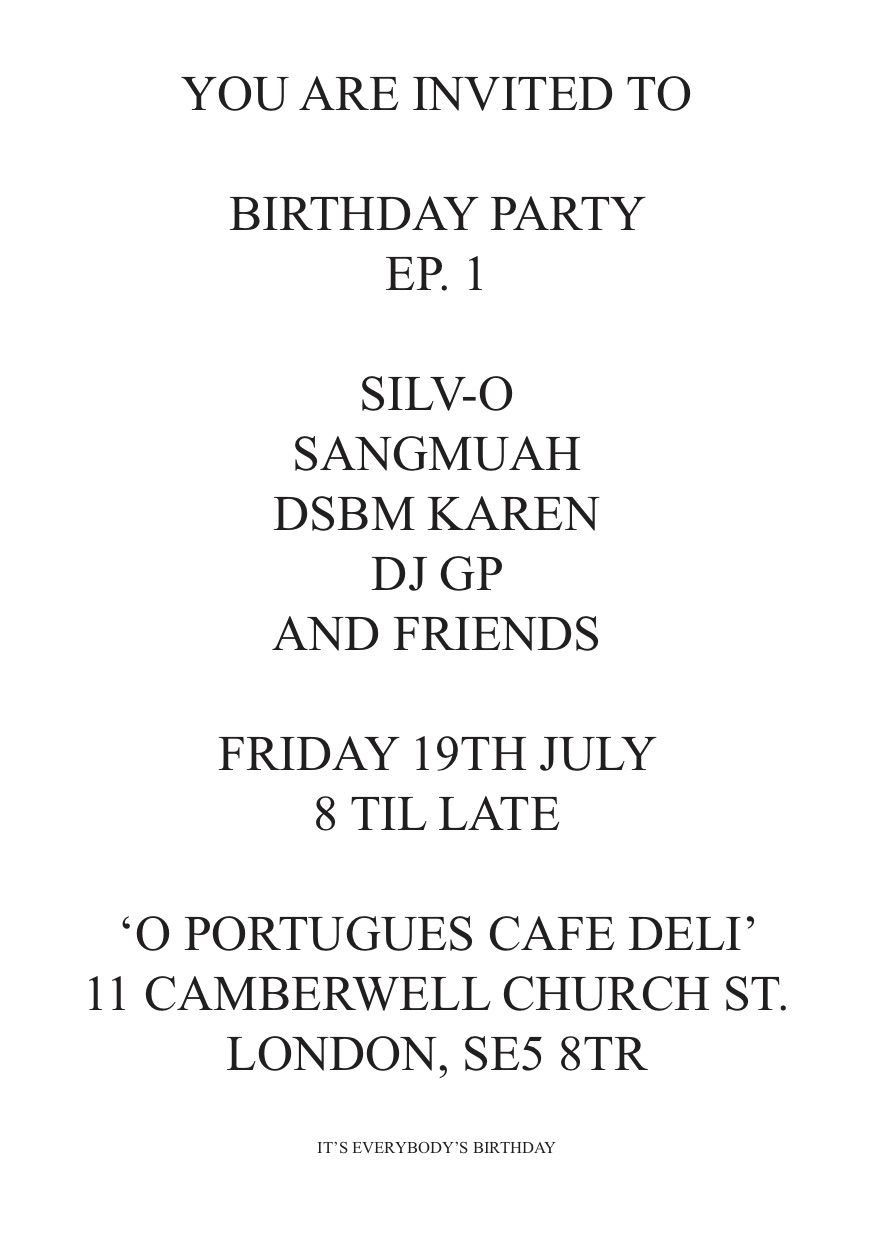 YOU ARE INVITED TO
BIRTHDAY PARTY
EP. 1
SILV-O
SANGMUAH
DSBM KAREN
DJ GP
AND FRIENDS
FRIDAY 19TH JULY
8 TIL LATE
‘O PORTUGUES CAFE DELI’
11 CAMBERWELL CHURCH ST.
LONDON, SE5 8TR
IT’S EVERYBODY’S BIRTHDAY